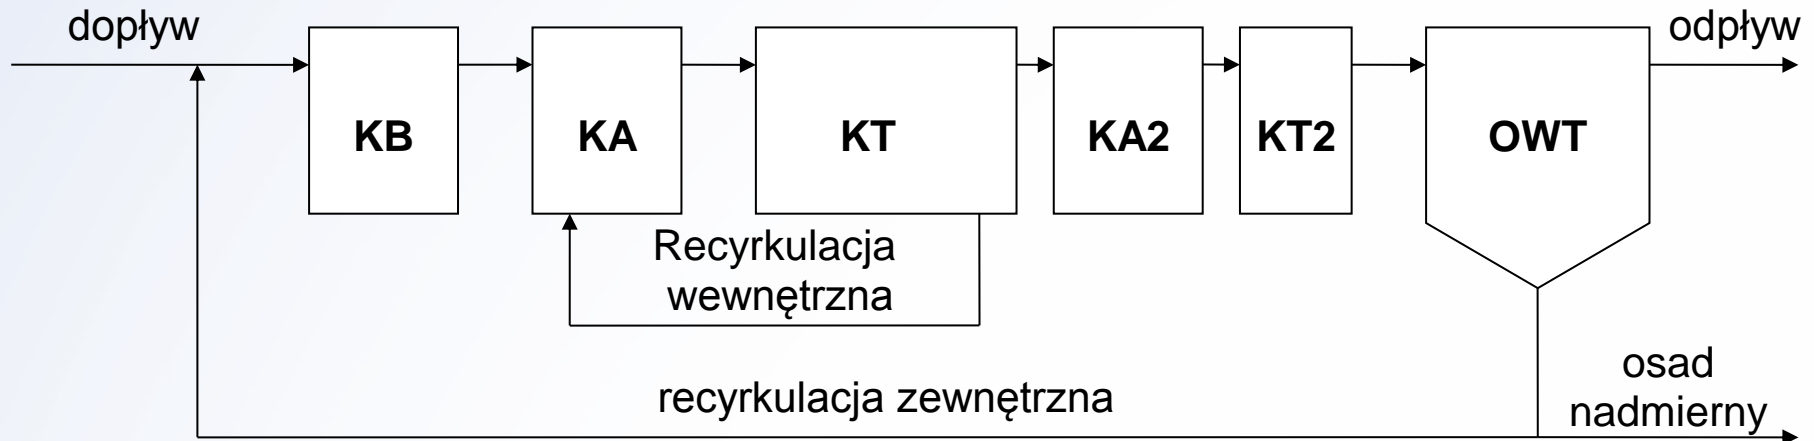 dopływ
odpływ
KB
KA
KT
KA2
KT2
OWT
Recyrkulacja
wewnętrzna
recyrkulacja zewnętrzna
osad
nadmierny